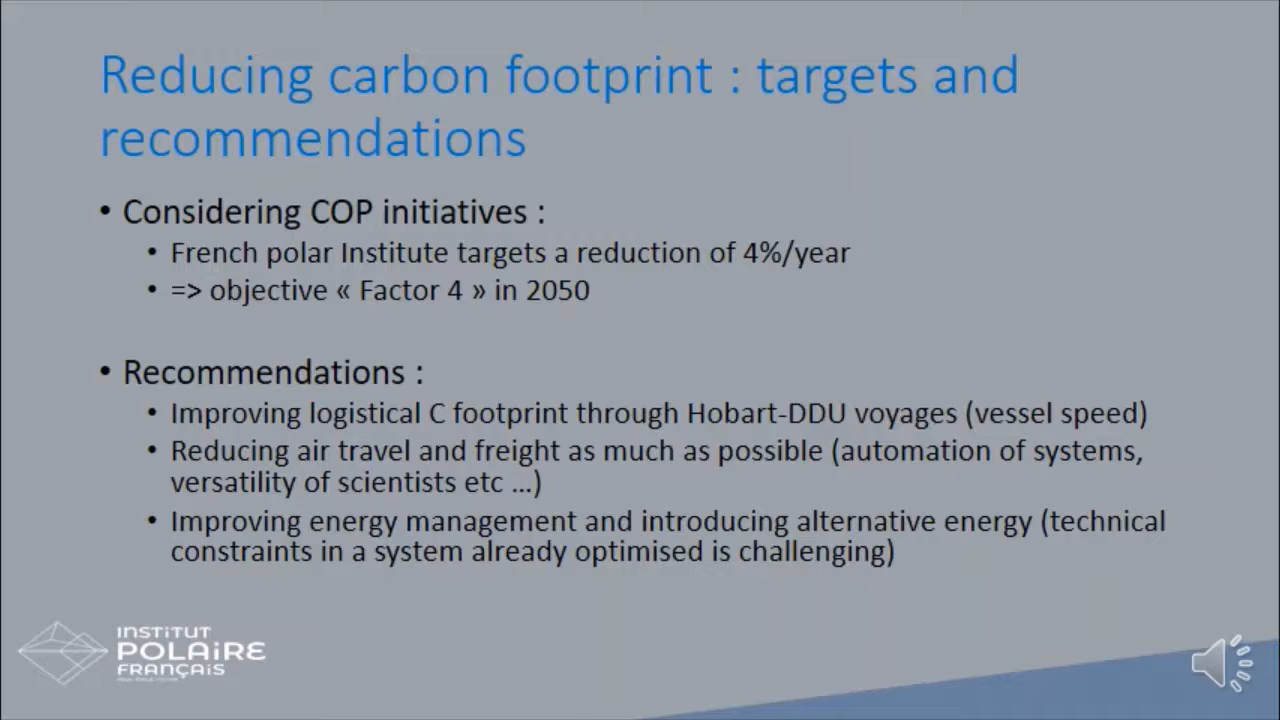 Reducing carbon footprint : targets and
recommendations
• Considering COP initiatives :
• French polar Institute targets a reduction of 4%/year
• => objective « Factor 4 » in 2050
• Recommendations :
• Improving logistical C footprint through Hobart-DDU voyages (vessel speed)
• Reducing air travel and freight as much as possible (automation of systems,
versatility of scientists etc …)
• Improving energy management and introducing alternative energy (technical
constraints in a system already optimised is challenging)
INSTiTUT
POLAiRE
FRANÇAiS